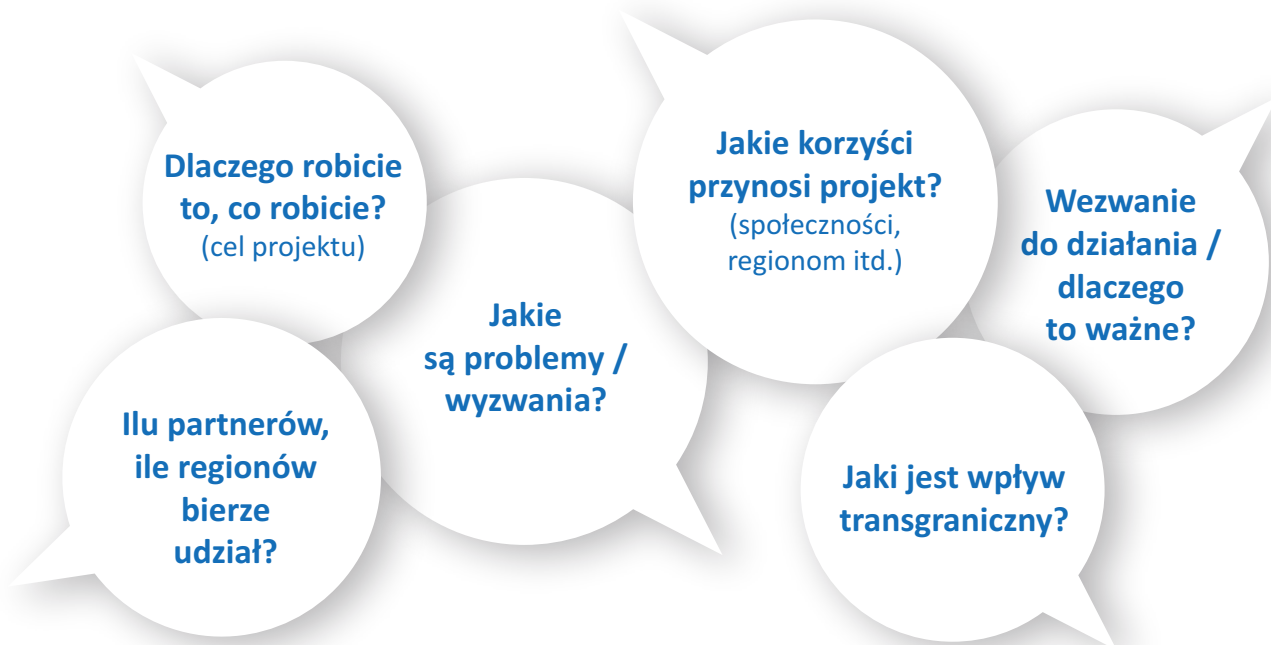 Dlaczego robicie
to, co robicie?
(cel projektu)
Ilu partnerów,
ile regionów
bierze
udział?
Jakie
są problemy /
wyzwania?
Jakie korzyści
przynosi projekt?
(społeczności,
regionom itd.)
Jaki jest wpływ
transgraniczny?
Wezwanie
do działania /
dlaczego
to ważne?